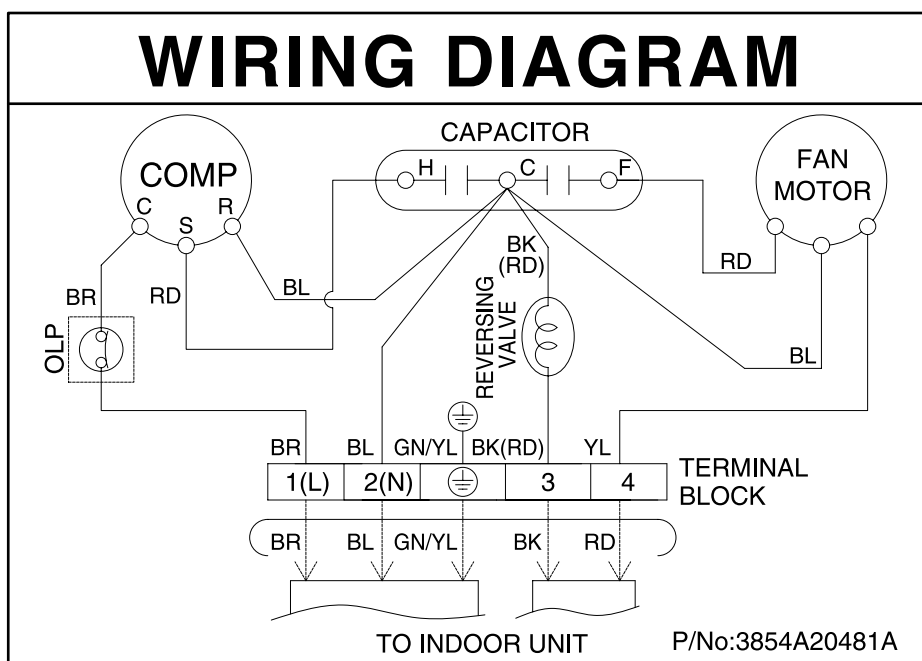 WIRING DIAGRAM
CAPACITOR
COMP
C
S
R
H
C
F
FAN
MOTOR
BR
RD
BL
BK
(RD)
RD
BL
OLP
REVERSING
VALVE
BR
BL
GN/YL
BK(RD)
YL
1(L)
2(N)
3
4
TERMINAL
BLOCK
BR
BL
GN/YL
BK
RD
TO INDOOR UNIT
P/No:3854A20481A